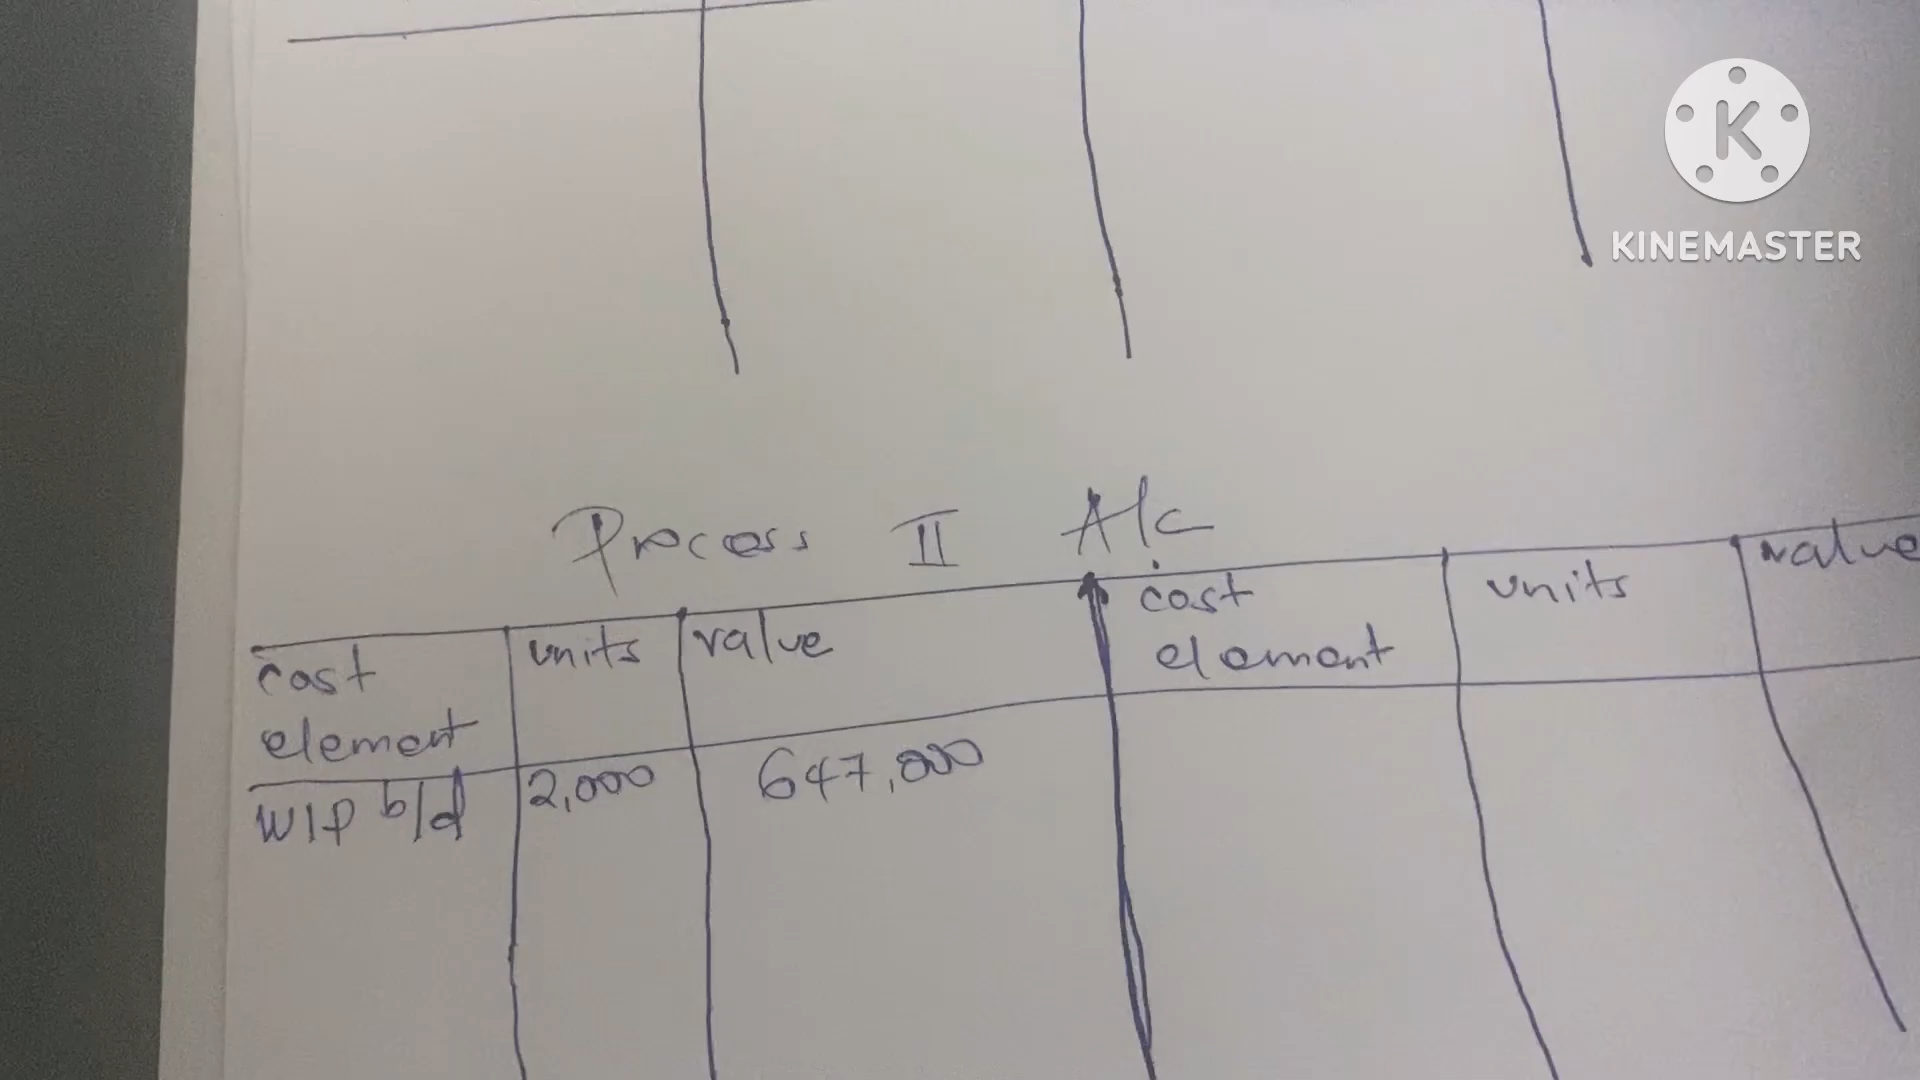 K
KINEMASTER
Process II A/c
cost element units value cost element units value
WIP b/d 2,000 647,000